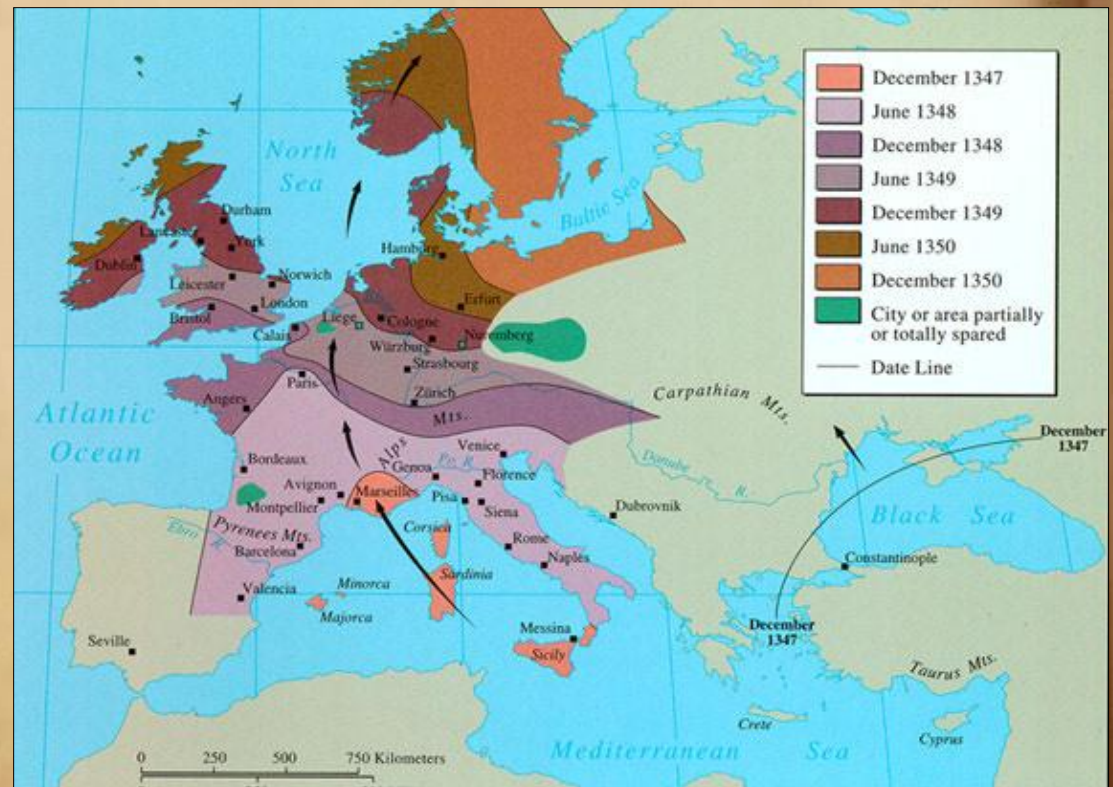 December 1347
June 1348
December 1348
June 1349
December 1349
June 1350
December 1350
City or area partially
or totally spared
Date Line
North
Sea
Baltic Sea
Durham
Lancaster
York
Dublin
Hamburg
Leicester
Norwich
London
Bristol
Calais
Liege
Cologne
Erfurt
Nuremberg
Würzburg
Strasbourg
Paris
Zürich
Angers
Mts.
Carpathian Mts.
Atlantic
Ocean
Alps
Venice
Bordeaux
Genoa
Po R.
Florence
Danube
R.
December
1347
Avignon
Marseilles
Pisa
Montpellier
Siena
Dubrovnik
Black Sea
Ebro
R.
Pyrenees Mts.
Corsica
Barcelona
Rome
Constantinople
Naples
Valencia
Minorca
Sardinia
Majorca
Seville
Messina
December
1347
Sicily
Taurus Mts.
Crete
Cyprus
Mediterranean Sea
0 250 500 750 Kilometers